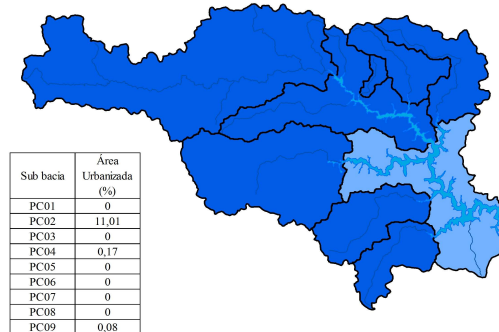 Sub bacia Área Urbanizada (%)
PC01 0
PC02 11,01
PC03 0
PC04 0,17
PC05 0
PC06 0
PC07 0
PC08 0
PC09 0,08